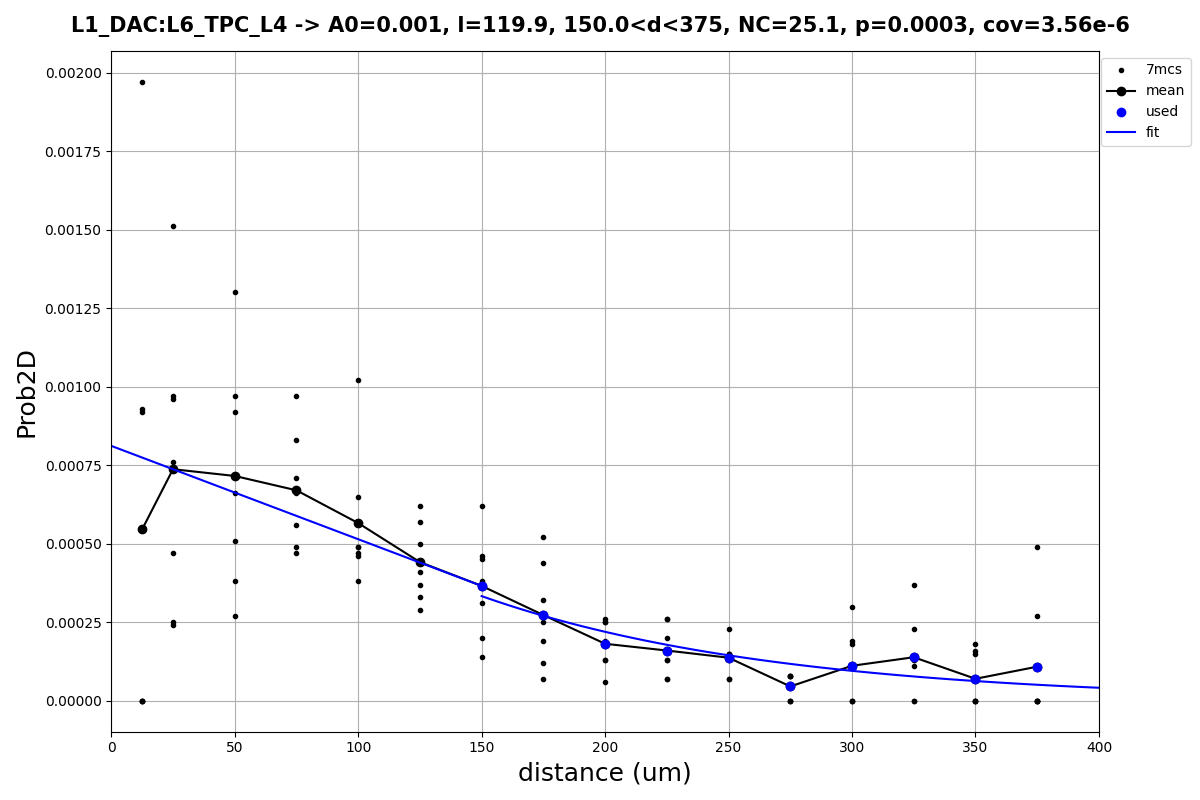 L1_DAC:L6_TPC_L4 -> A0=0.001, l=119.9, 150.0<d<375, NC=25.1, p=0.0003, cov=3.56e-6
7mcs
mean
used
fit
Prob2D
0.00200
0.00175
0.00150
0.00125
0.00100
0.00075
0.00050
0.00025
0.00000
0
50
100
150
200
250
300
350
400
distance (um)